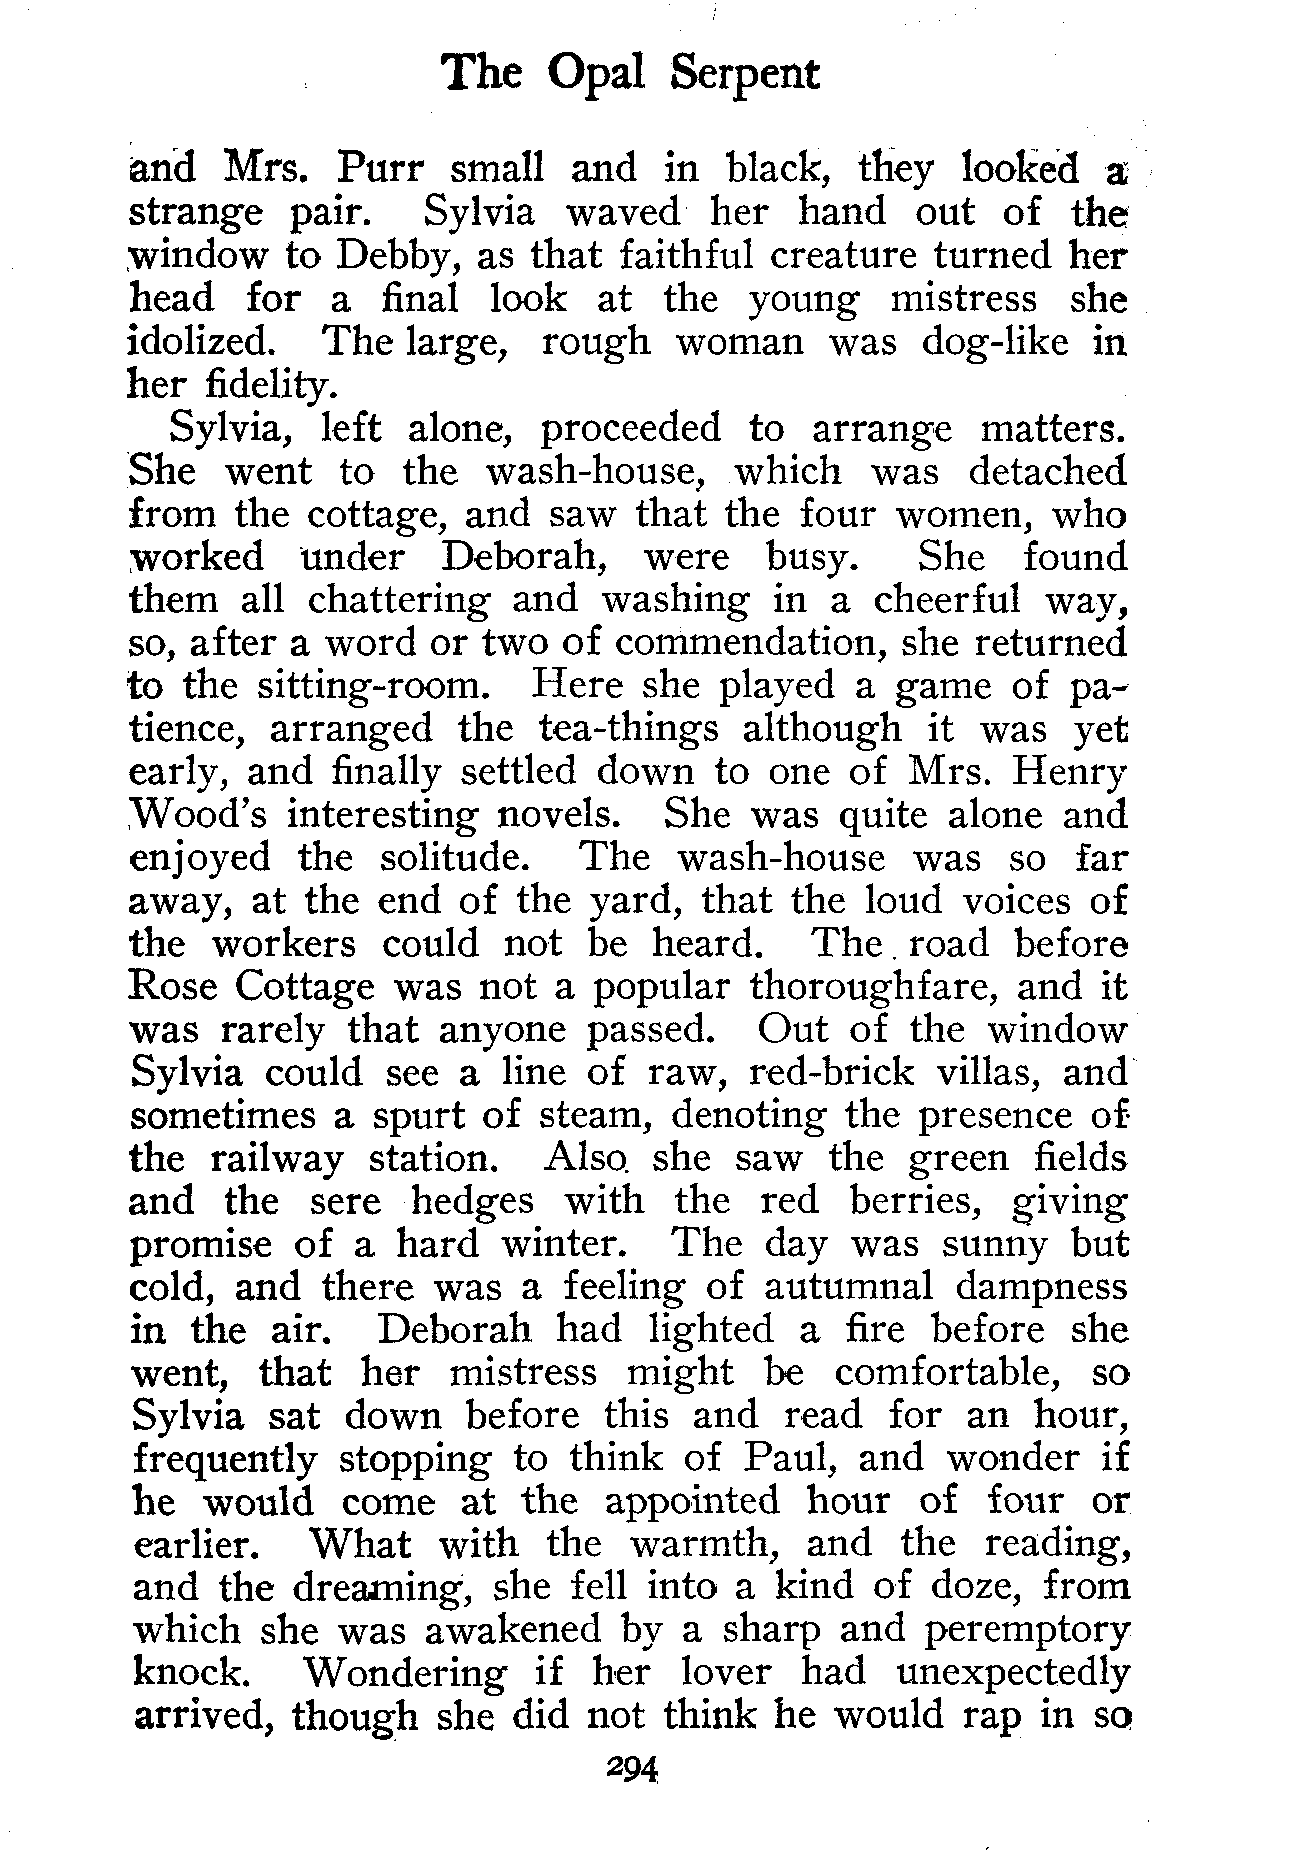 The Opal Serpent
and Mrs. Purr small and in black, they looked a
strange pair. Sylvia waved her hand out of the
window to Debby, as that faithful creature turned her
head for a final look at the young mistress she
idolized. The large, rough woman was dog-like in
her fidelity.
Sylvia, left alone, proceeded to arrange matters.
She went to the wash-house, which was detached
from the cottage, and saw that the four women, who
worked under Deborah, were busy. She found
them all chattering and washing in a cheerful way,
so, after a word or two of commendation, she returned
to the sitting-room. Here she played a game of pa-
tience, arranged the tea-things although it was yet
early, and finally settled down to one of Mrs. Henry
Wood's interesting novels. She was quite alone and
enjoyed the solitude. The wash-house was so far
away, at the end of the yard, that the loud voices of
the workers could not be heard. The road before
Rose Cottage was not a popular thoroughfare, and it
was rarely that anyone passed. Out of the window
Sylvia could see a line of raw, red-brick villas, and
sometimes a spurt of steam, denoting the presence of
the railway station. Also she saw the green fields
and the sere hedges with the red berries, giving
promise of a hard winter. The day was sunny but
cold, and there was a feeling of autumnal dampness
in the air. Deborah had lighted a fire before she
went, that her mistress might be comfortable, so
Sylvia sat down before this and read for an hour,
frequently stopping to think of Paul, and wonder if
he would come at the appointed hour of four or
earlier. What with the warmth, and the reading,
and the dreaming, she fell into a kind of doze, from
which she was awakened by a sharp and peremptory
knock. Wondering if her lover had unexpectedly
arrived, though she did not think he would rap in so
294